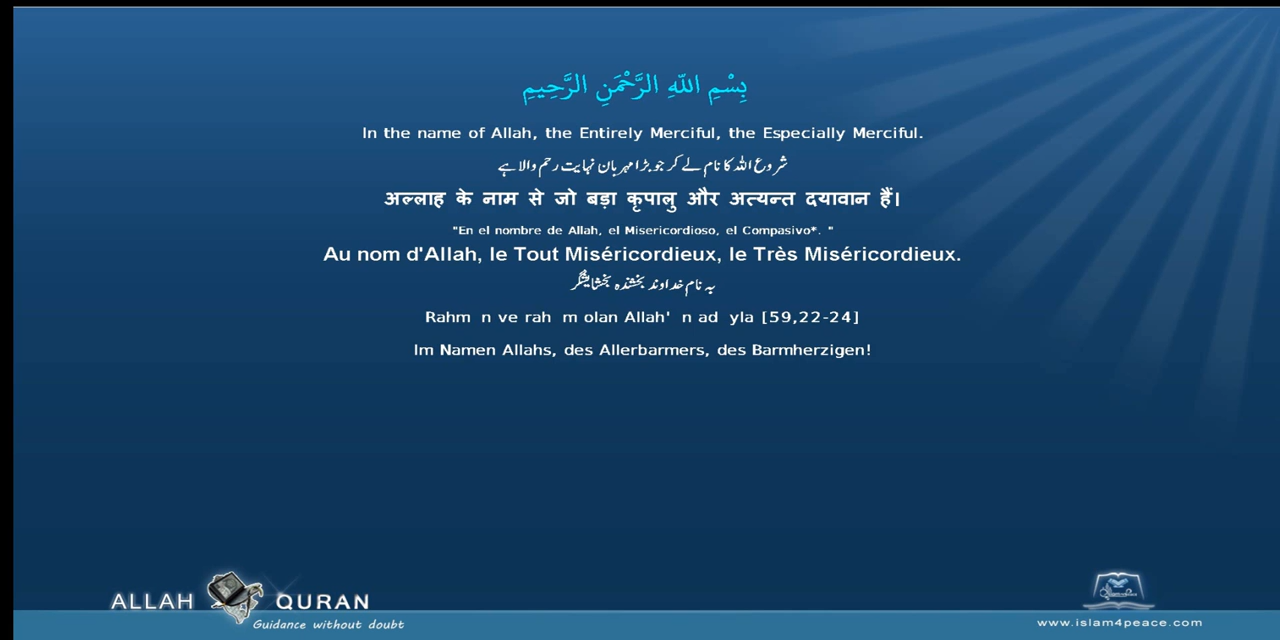 بِسْمِ اللّهِ الرَّحْمَنِ الرَّحِيمِ
In the name of Allah, the Entirely Merciful, the Especially Merciful.
شروع الله کا نام لے کر جو بڑا مہربان نہایت رحم والا ہے
अल्लाह के नाम से जो बड़ा कृपालु और अत्यन्त दयावान हैं।
"En el nombre de Allah, el Misericordioso, el Compasivo*. "
Au nom d'Allah, le Tout Miséricordieux, le Très Miséricordieux.
به نام خداوند بخشنده بخشایشگر
Rahm n ve rah m olan Allah' n ad yla [59,22-24]
Im Namen Allahs, des Allerbarmers, des Barmherzigen!
ALLAH QURAN
Guidance without doubt
www.islam4peace.com